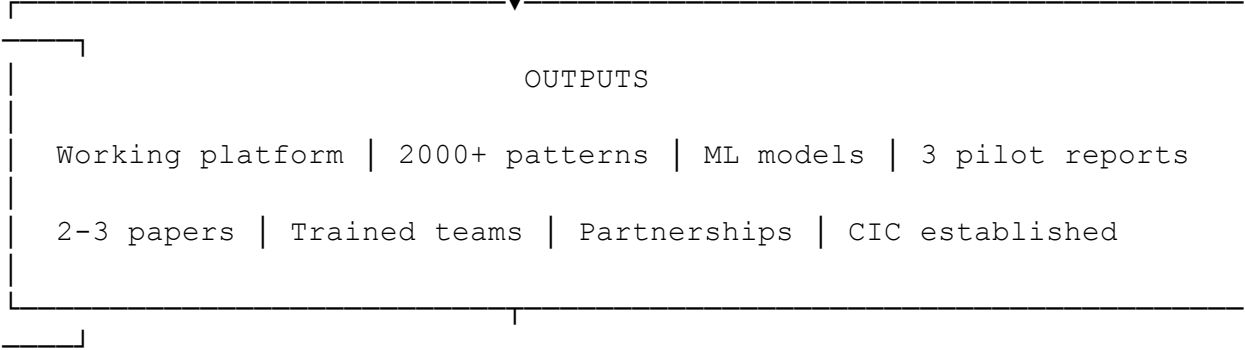 OUTPUTS
Working platform │ 2000+ patterns │ ML models │ 3 pilot reports
2-3 papers │ Trained teams │ Partnerships │ CIC established